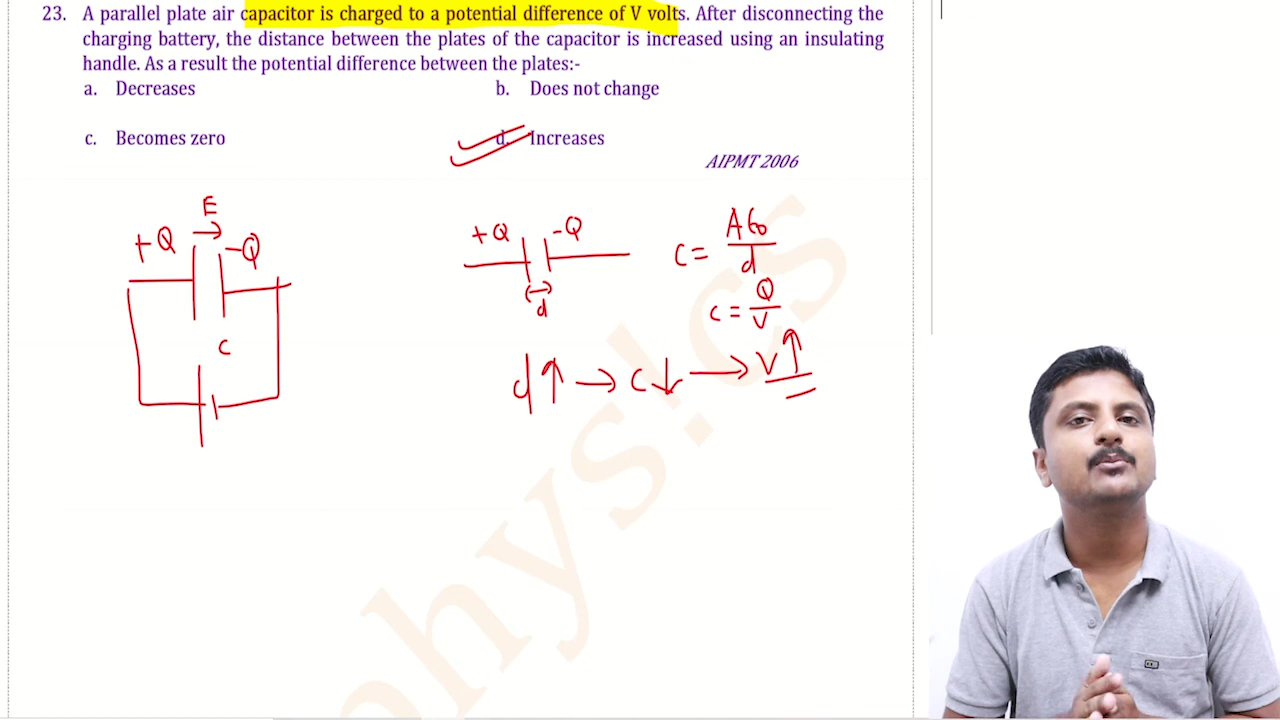 23. A parallel plate air capacitor is charged to a potential difference of V volts. After disconnecting the
charging battery, the distance between the plates of the capacitor is increased using an insulating
handle. As a result the potential difference between the plates:-
a. Decreases
b. Does not change
c. Becomes zero
d. Increases
AIPMT 2006
E
+Q
-Q
C
+Q
-Q
d
C = Aε₀/d
C = Q/V
d↑ → C↓ → V↑
phys!cs